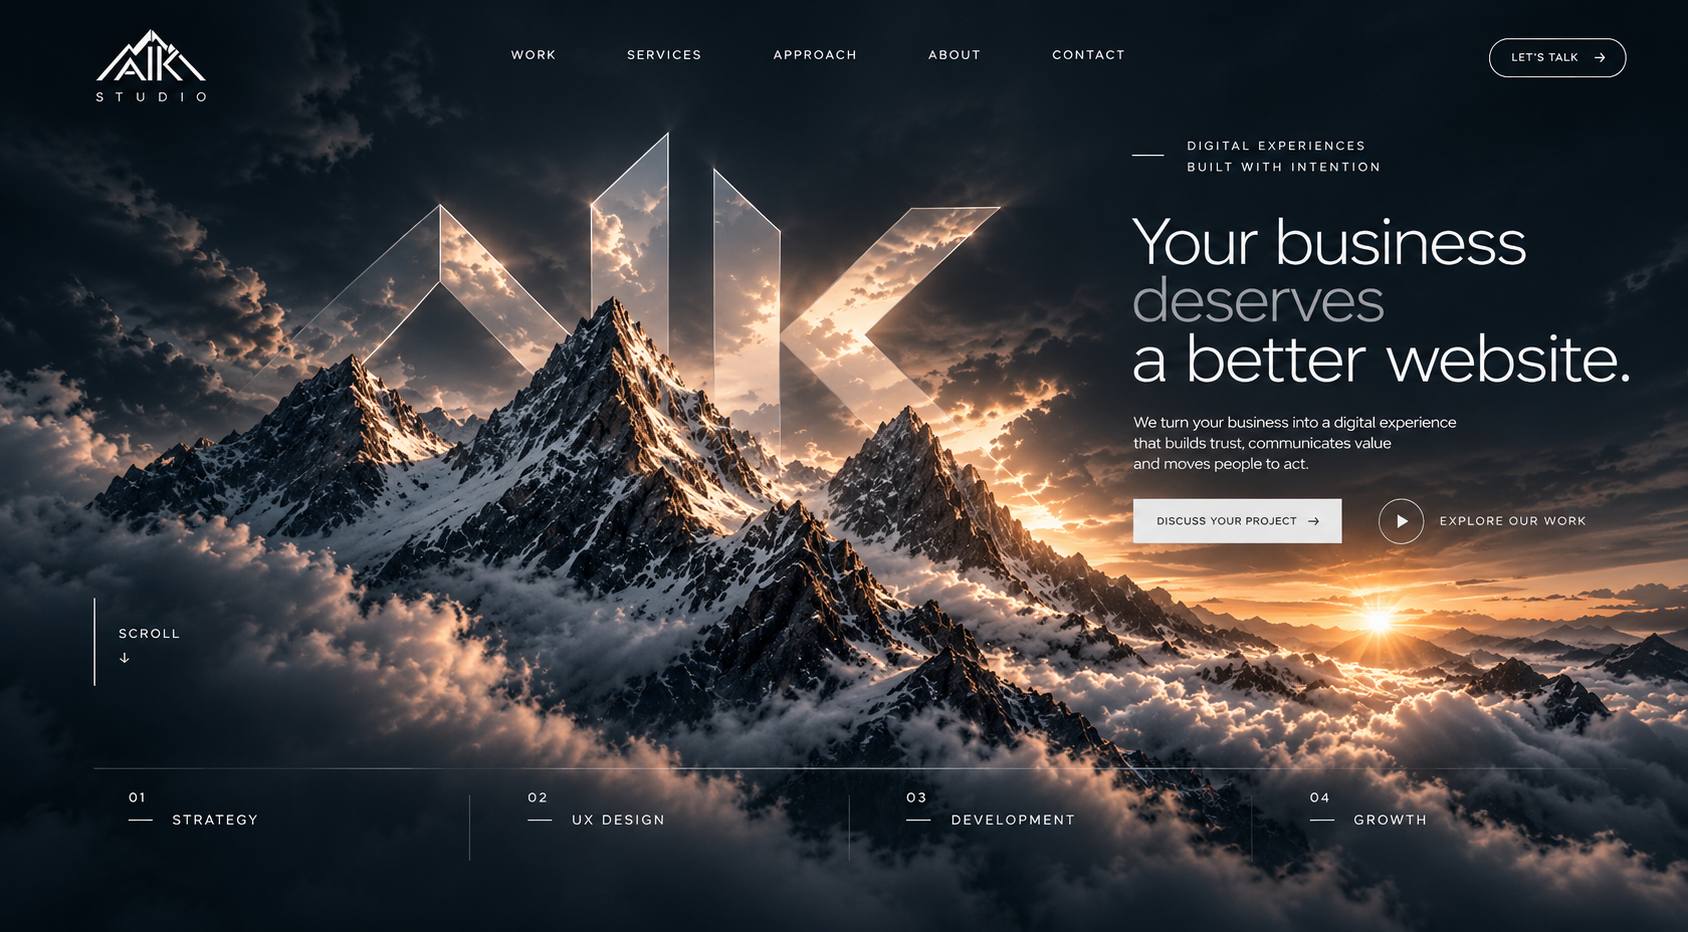 AIK
STUDIO
WORK
SERVICES
APPROACH
ABOUT
CONTACT
LET'S TALK →
DIGITAL EXPERIENCES
BUILT WITH INTENTION
Your business
deserves
a better website.
We turn your business into a digital experience
that builds trust, communicates value
and moves people to act.
DISCUSS YOUR PROJECT →
EXPLORE OUR WORK
SCROLL
↓
01
STRATEGY
02
UX DESIGN
03
DEVELOPMENT
04
GROWTH